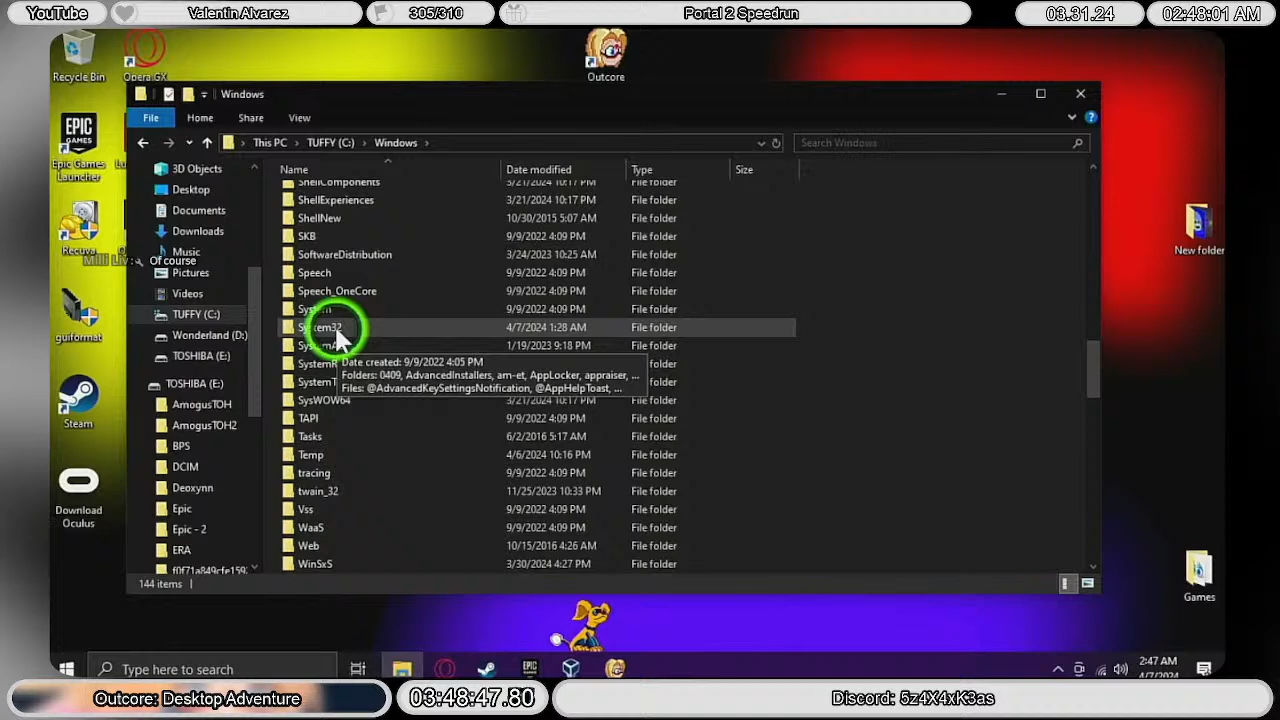 YouTube
Valentin Alvarez
305/310
Portal 2 Speedrun
03.31.24
02:48:01 AM
Recycle Bin
Opera GX
Outcore
Windows
File
Home
Share
View
This PC
TUFFY (C:)
Windows
Search Windows
Name
Date modified
Type
Size
3D Objects
Desktop
Documents
Downloads
Music
Of course
Pictures
Videos
TUFFY (C:)
Wonderland (D:)
TOSHIBA (E:)
TOSHIBA (E:)
AmogusTOH
AmogusTOH2
BPS
DCIM
Deoxynn
Epic
Epic - 2
ERA
ShellComponents 3/21/2024 10:17 PM File folder
ShellExperiences 3/21/2024 10:17 PM File folder
ShellNew 10/30/2015 5:07 AM File folder
SKB 9/9/2022 4:09 PM File folder
SoftwareDistribution 3/24/2023 10:25 AM File folder
Speech 9/9/2022 4:09 PM File folder
Speech_OneCore 9/9/2022 4:09 PM File folder
System 9/9/2022 4:09 PM File folder
System32 4/7/2024 1:28 AM File folder
1/19/2023 9:18 PM File folder
File folder
File folder
Date created: 9/9/2022 4:05 PM
Folders: 0409, AdvancedInstallers, am-et, AppLocker, appraiser, ...
Files: @AdvancedKeySettingsNotification, @AppHelpToast, ...
SysWOW64 3/21/2024 10:17 PM File folder
TAPI 9/9/2022 4:09 PM File folder
Tasks 6/2/2016 5:17 AM File folder
Temp 4/6/2024 10:16 PM File folder
tracing 9/9/2022 4:09 PM File folder
twain_32 11/25/2023 10:33 PM File folder
Vss 9/9/2022 4:09 PM File folder
WaaS 9/9/2022 4:09 PM File folder
Web 10/15/2016 4:26 AM File folder
WinSxS 3/30/2024 4:27 PM File folder
144 items
Epic Games
Launcher
Recuva
guiformat
Steam
Download
Oculus
New folder
Games
Type here to search
EPIC
2:47 AM
4/7/2024
Outcore: Desktop Adventure
03:48:47.80
Discord: 5z4X4xK3as